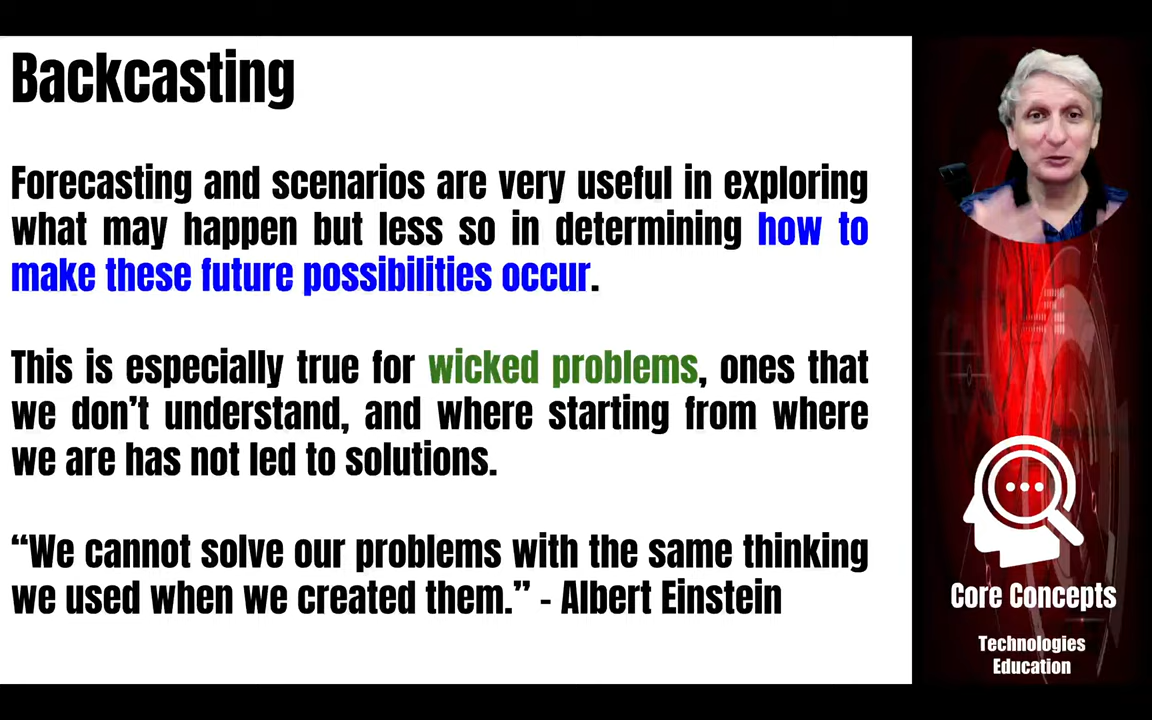 Backcasting
Forecasting and scenarios are very useful in exploring
what may happen but less so in determining how to
make these future possibilities occur.
This is especially true for wicked problems, ones that
we don’t understand, and where starting from where
we are has not led to solutions.
“We cannot solve our problems with the same thinking
we used when we created them.” - Albert Einstein
Core Concepts
Technologies
Education